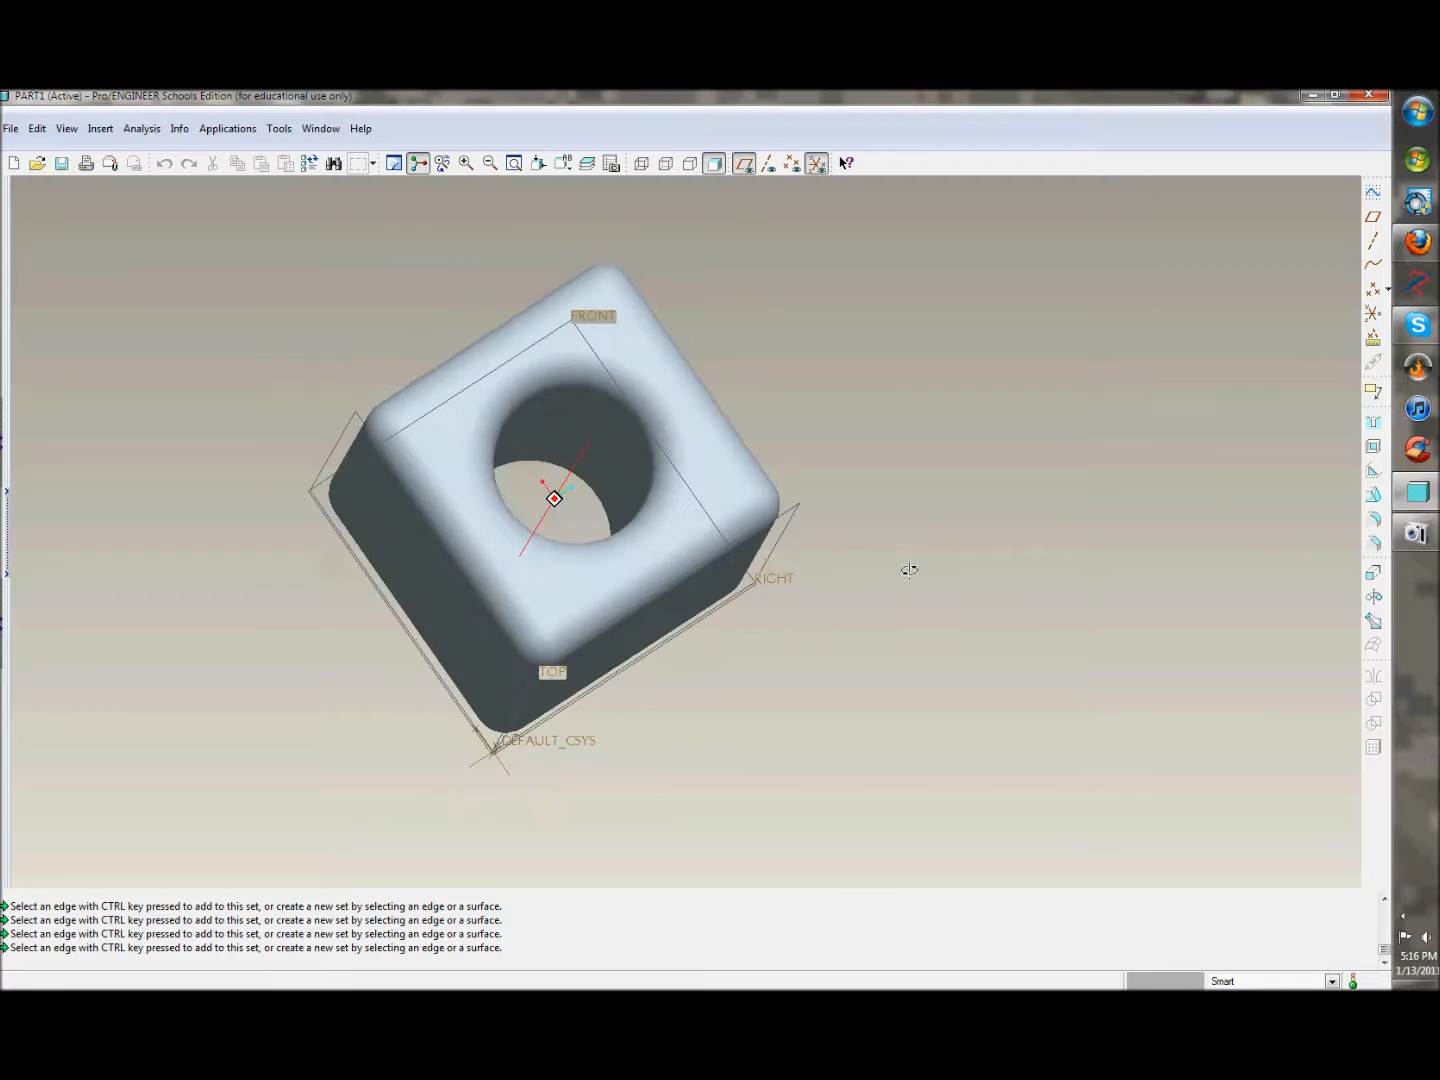 PART1 (Active) - Pro/ENGINEER Schools Edition (for educational use only)
File Edit View Insert Analysis Info Applications Tools Window Help
FRONT
RIGHT
TOP
DEFAULT_CSYS
Select an edge with CTRL key pressed to add to this set, or create a new set by selecting an edge or a surface.
Select an edge with CTRL key pressed to add to this set, or create a new set by selecting an edge or a surface.
Select an edge with CTRL key pressed to add to this set, or create a new set by selecting an edge or a surface.
Select an edge with CTRL key pressed to add to this set, or create a new set by selecting an edge or a surface.
Smart
5:16 PM